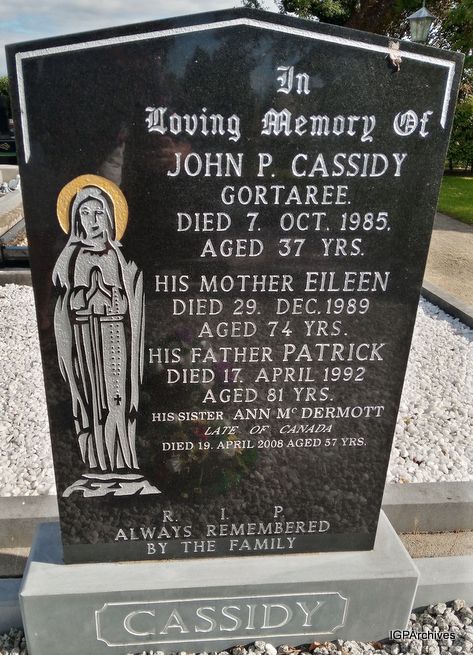 In
Loving Memory Of
JOHN P. CASSIDY
GORTAREE.
DIED 7. OCT. 1985.
AGED 37 YRS.
HIS MOTHER EILEEN
DIED 29. DEC. 1989
AGED 74 YRS.
HIS FATHER PATRICK
DIED 17. APRIL 1992
AGED 81 YRS.
HIS SISTER ANN Mc DERMOTT
LATE OF CANADA
DIED 19. APRIL 2008 AGED 57 YRS.
R. I. P.
ALWAYS REMEMBERED
BY THE FAMILY
CASSIDY
IGPArchives